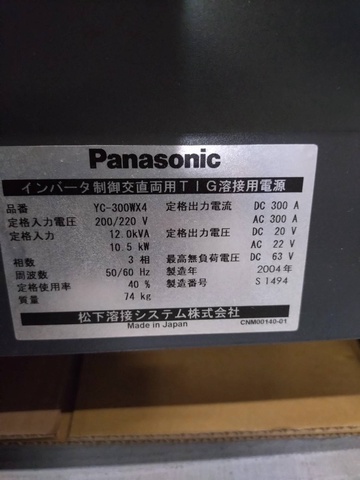 Panasonic
インバータ制御交直両用TIG溶接用電源
品番 YC-300WX4 定格出力電流 DC 300 A
定格入力電圧 200/220 V AC 300 A
定格入力 12.0kVA 定格出力電圧 DC 20 V
10.5 kW AC 22 V
相数 3 相 最高無負荷電圧 DC 63 V
周波数 50/60 Hz 製造年 2004年
定格使用率 40 % 製造番号 S 1494
質量 74 kg
松下溶接システム株式会社
Made in Japan CNM00140-01